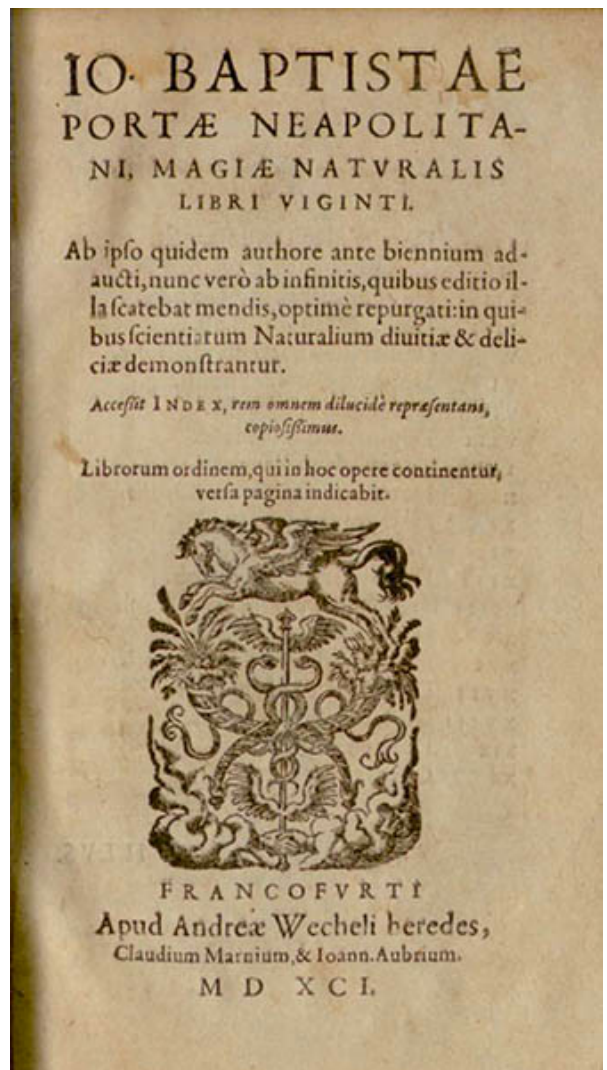 IO. BAPTISTAE
PORTÆ NEAPOLITA-
NI, MAGIÆ NATVRALIS
LIBRI VIGINTI.
Ab ipſo quidem authore ante biennium ad-
aucti, nunc verò ab infinitis, quibus editio il-
la ſcatebat mendis, optimè repurgati: in qui-
bus ſcientiarum Naturalium diuitiæ & deli-
ciæ demonſtrantur.
Acceſſit INDEX, rem omnem dilucidè repræſentans,
copioſiſſimus.
Librorum ordinem, qui in hoc opere continentur,
verſa pagina indicabit.
FRANCOFVRTI
Apud Andreæ Wecheli heredes,
Claudium Marnium, & Ioann. Aubrium.
M D XCI.